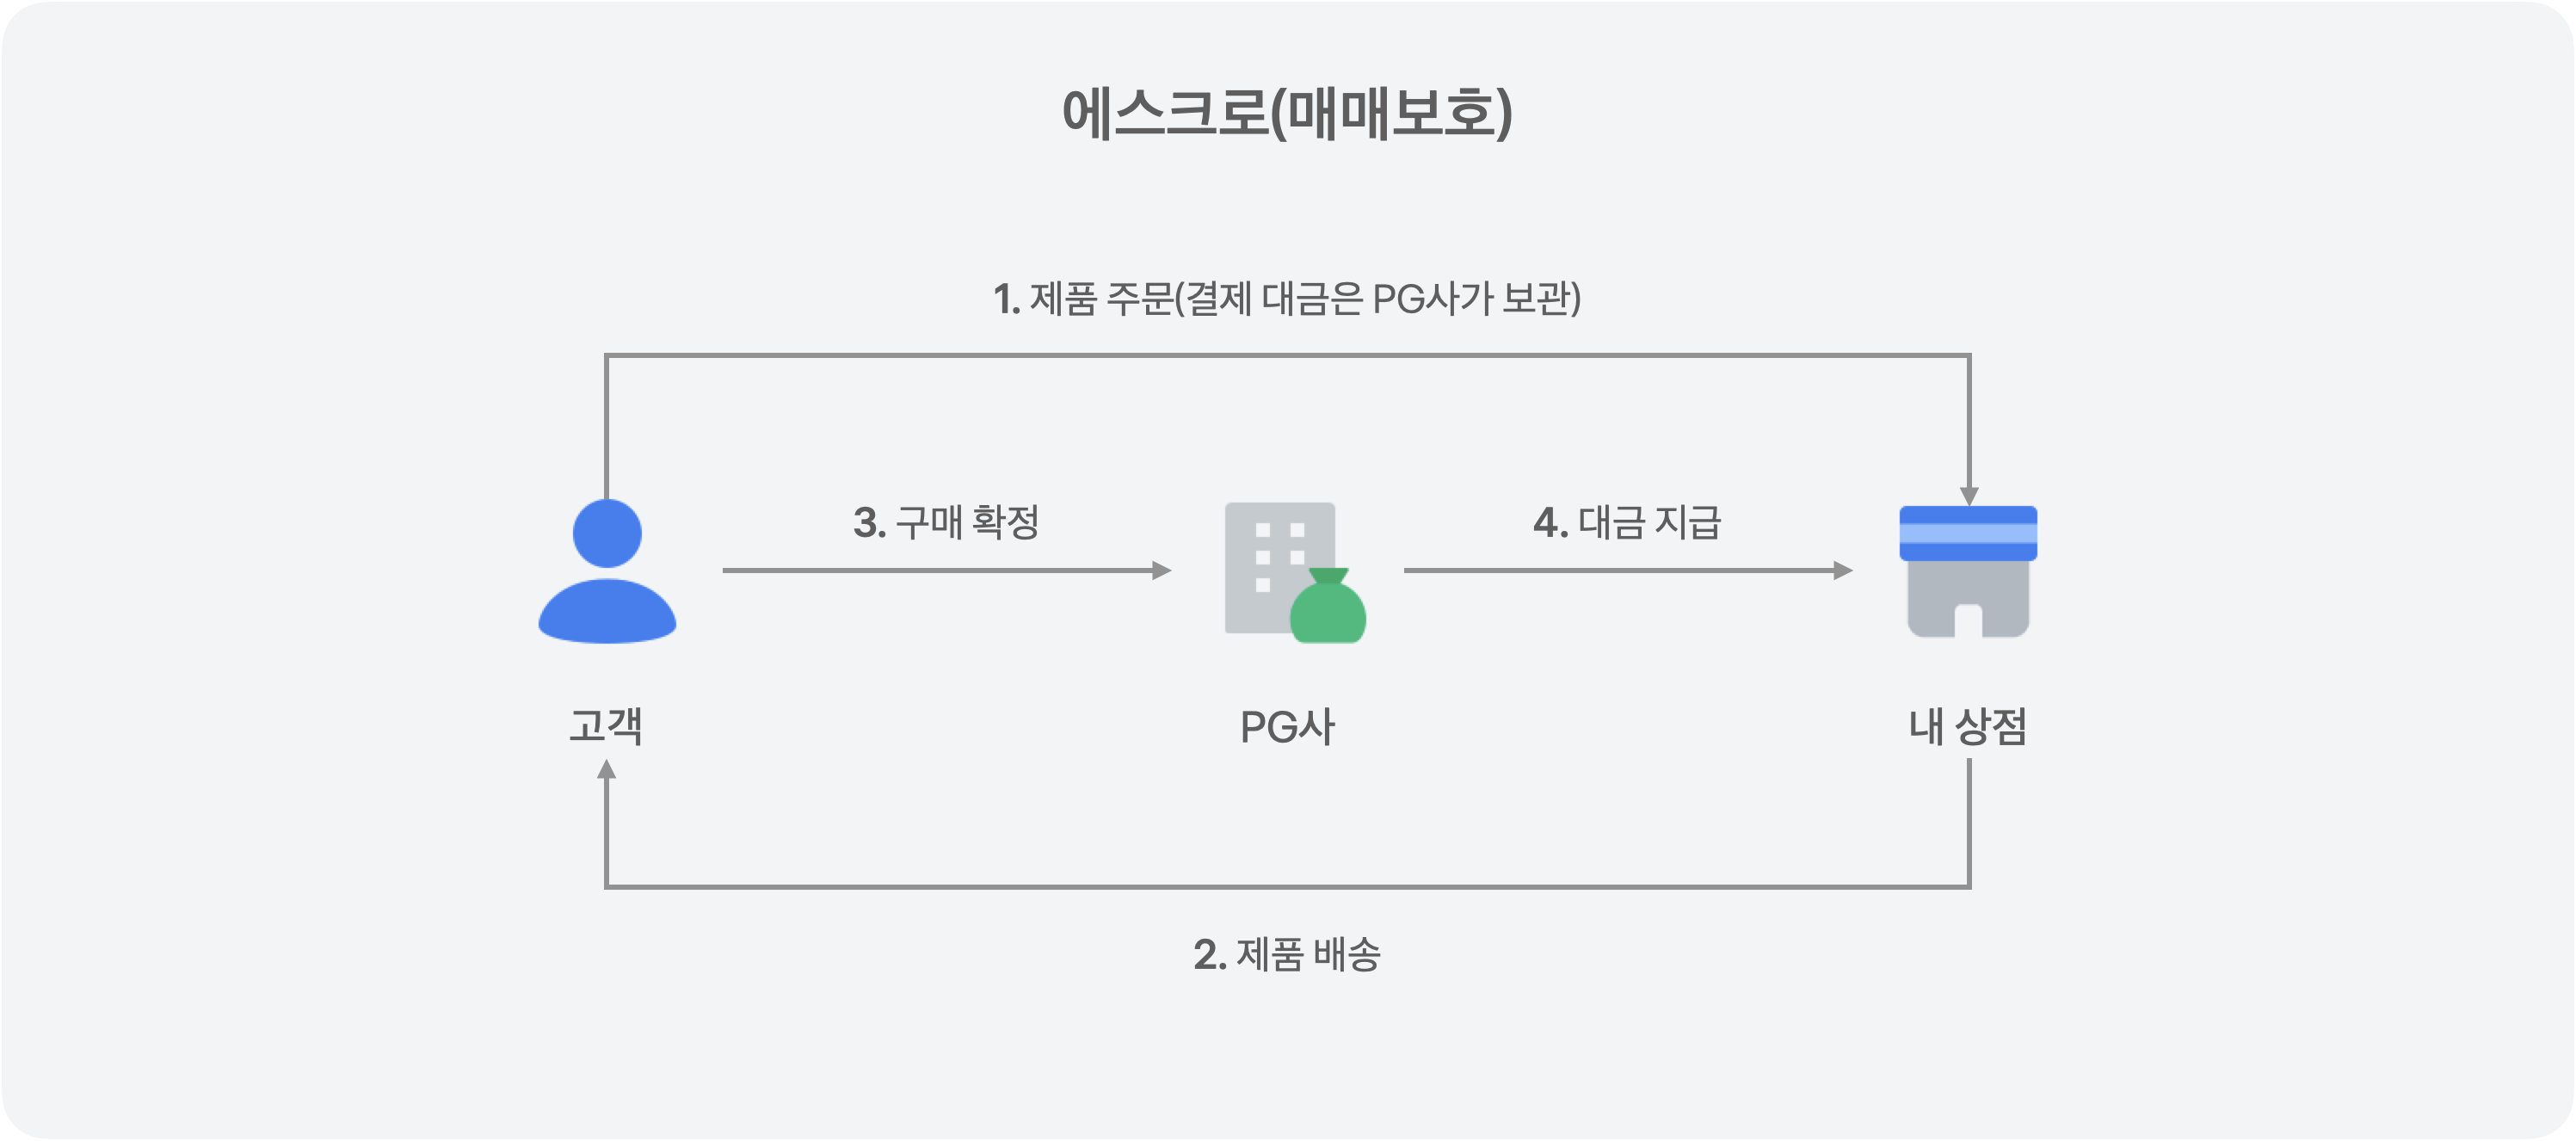 에스크로(매매보호)
1. 제품 주문(결제 대금은 PG사가 보관)
3. 구매 확정
4. 대금 지급
고객
PG사
내 상점
2. 제품 배송